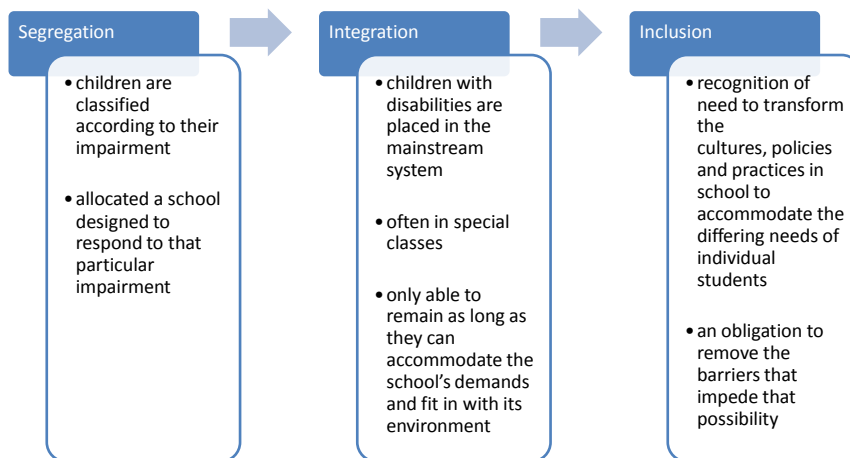 Segregation
• children are
classified
according to their
impairment
• allocated a school
designed to
respond to that
particular
impairment
Integration
• children with
disabilities are
placed in the
mainstream
system
• often in special
classes
• only able to
remain as long as
they can
accommodate the
school's demands
and fit in with its
environment
Inclusion
• recognition of
need to transform
the
cultures, policies
and practices in
school to
accommodate the
differing needs of
individual
students
• an obligation to
remove the
barriers that
impede that
possibility